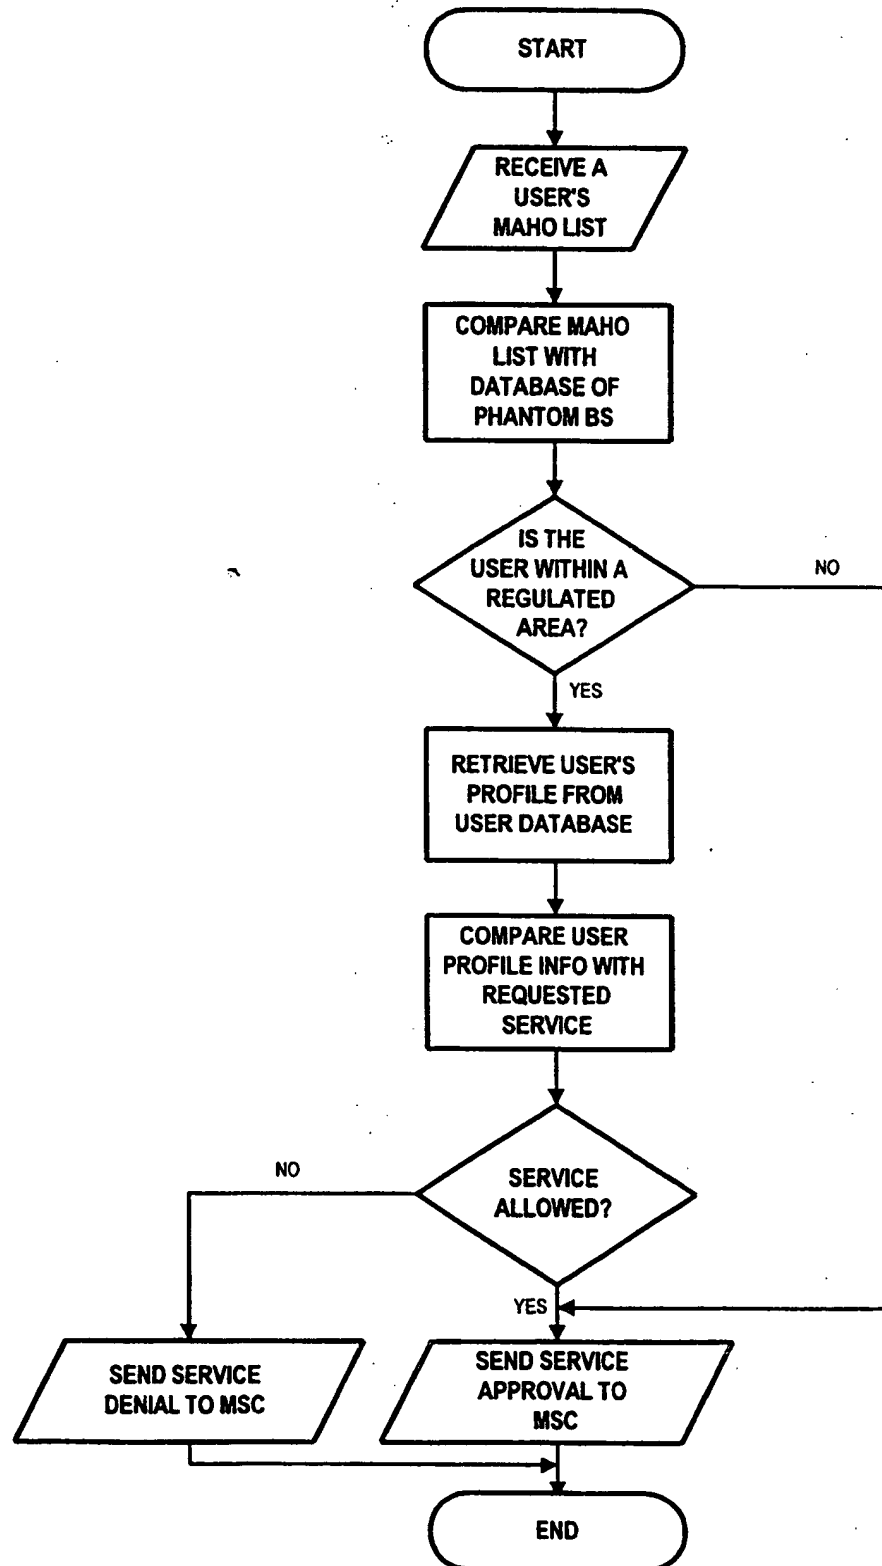 START
RECEIVE A
USER'S
MAHO LIST
COMPARE MAHO
LIST WITH
DATABASE OF
PHANTOM BS
IS THE
USER WITHIN A
REGULATED
AREA?
NO
YES
RETRIEVE USER'S
PROFILE FROM
USER DATABASE
COMPARE USER
PROFILE INFO WITH
REQUESTED
SERVICE
SERVICE
ALLOWED?
NO
YES
SEND SERVICE
DENIAL TO MSC
SEND SERVICE
APPROVAL TO
MSC
END